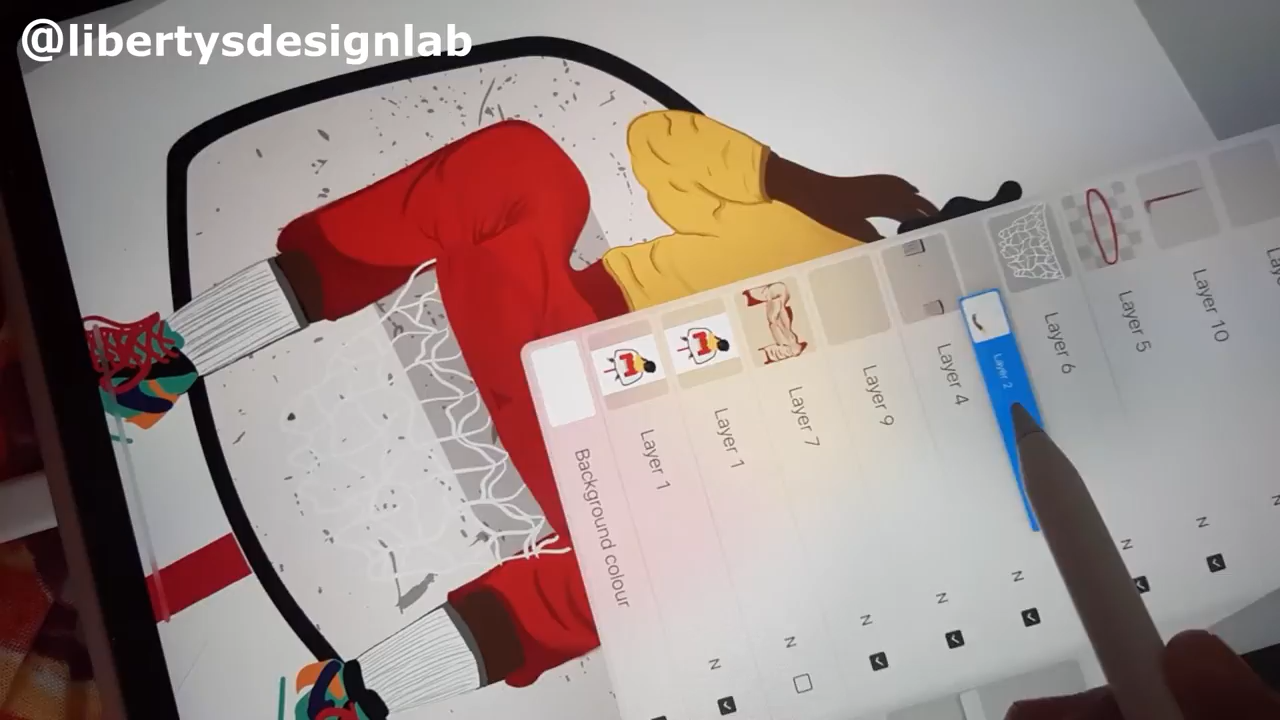 @libertysdesignlab
Layer 10
Layer 5
Layer 6
Layer 2
Layer 4
Layer 9
Layer 7
Layer 1
Layer 1
Background colour
N
N
N
N
N
N
N
N